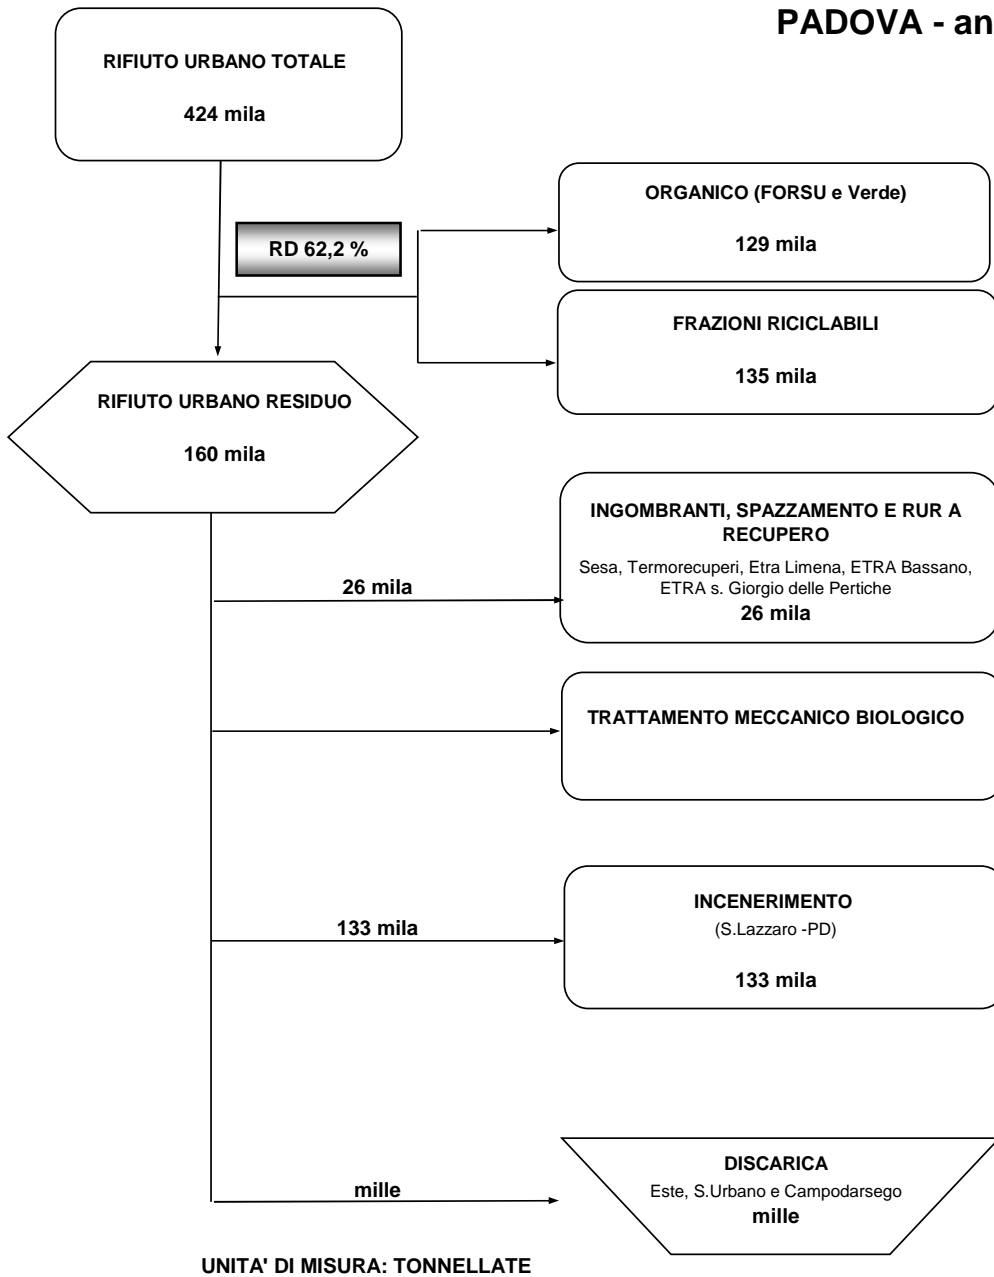 PADOVA - an
RIFIUTO URBANO TOTALE
424 mila
RD 62,2 %
ORGANICO (FORSU e Verde)
129 mila
FRAZIONI RICICLABILI
135 mila
RIFIUTO URBANO RESIDUO
160 mila
26 mila
INGOMBRANTI, SPAZZAMENTO E RUR A
RECUPERO
Sesa, Termorecuperi, Etra Limena, ETRA Bassano,
ETRA s. Giorgio delle Pertiche
26 mila
TRATTAMENTO MECCANICO BIOLOGICO
133 mila
INCENERIMENTO
(S.Lazzaro -PD)
133 mila
mille
DISCARICA
Este, S.Urbano e Campodarsego
mille
UNITA' DI MISURA: TONNELLATE